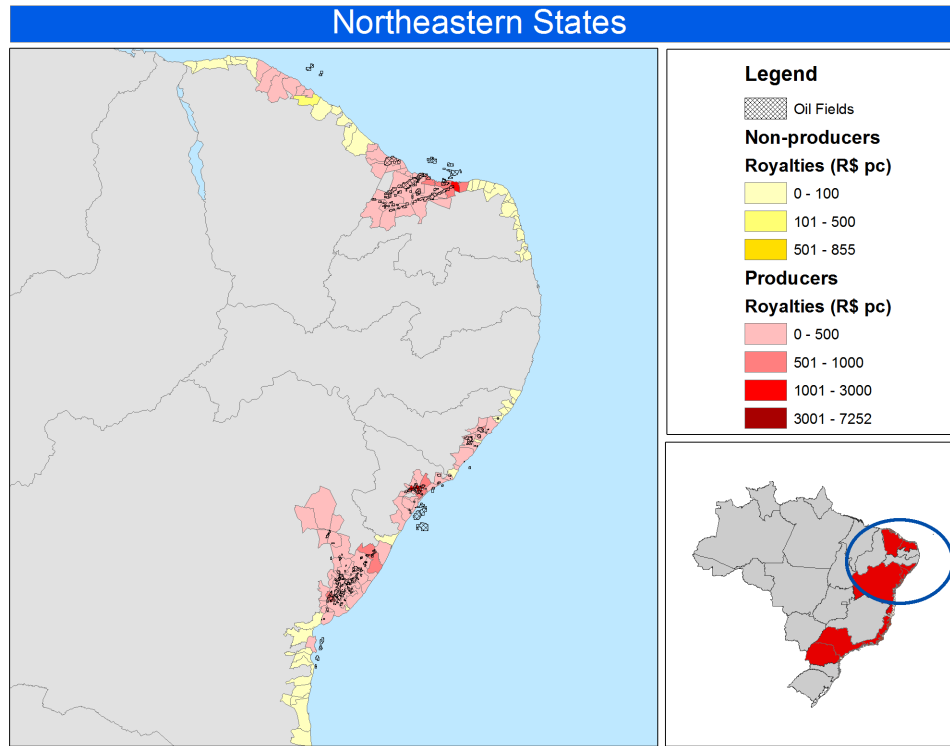 Northeastern States
Legend
Oil Fields
Non-producers
Royalties (R$ pc)
0 - 100
101 - 500
501 - 855
Producers
Royalties (R$ pc)
0 - 500
501 - 1000
1001 - 3000
3001 - 7252